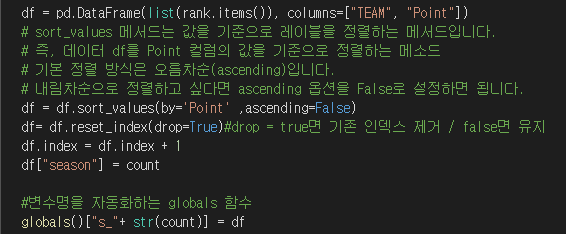 df = pd.DataFrame(list(rank.items()), columns=["TEAM", "Point"])
# sort_values 메서드는 값을 기준으로 레이블을 정렬하는 메서드입니다.
# 즉, 데이터 df를 Point 컬럼의 값을 기준으로 정렬하는 메소드
# 기본 정렬 방식은 오름차순(ascending)입니다.
# 내림차순으로 정렬하고 싶다면 ascending 옵션을 False로 설정하면 됩니다.
df = df.sort_values(by='Point' ,ascending=False)
df= df.reset_index(drop=True)#drop = true면 기존 인덱스 제거 / false면 유지
df.index = df.index + 1
df["season"] = count
#변수명을 자동화하는 globals 함수
globals()["s_"+ str(count)] = df